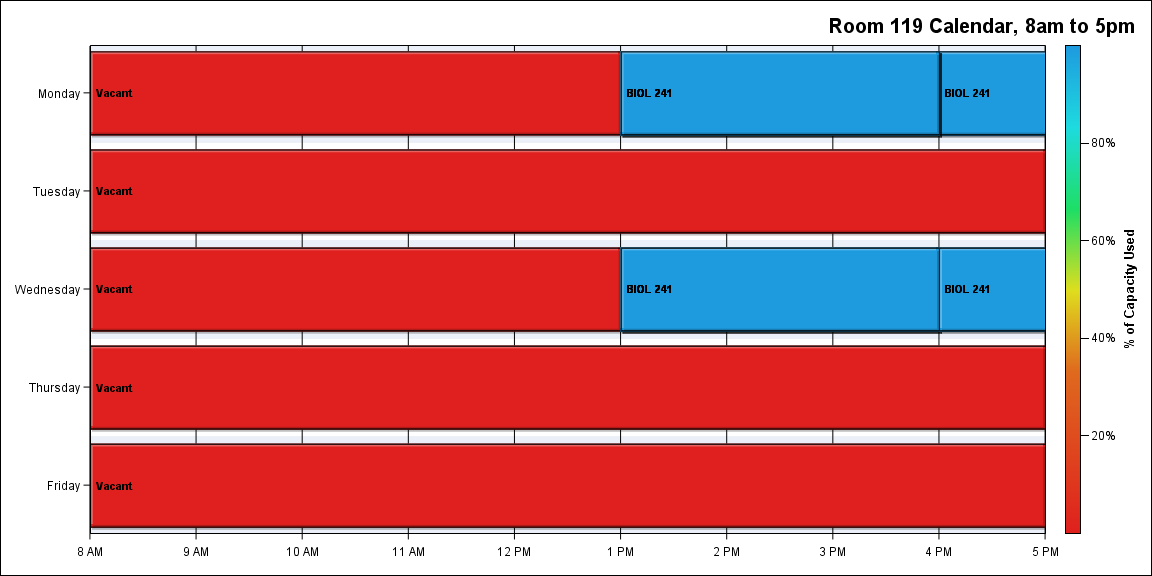 Room 119 Calendar, 8am to 5pm
Monday
Vacant
BIOL 241
BIOL 241
Tuesday
Vacant
Wednesday
Vacant
BIOL 241
BIOL 241
Thursday
Vacant
Friday
Vacant
8 AM
9 AM
10 AM
11 AM
12 PM
1 PM
2 PM
3 PM
4 PM
5 PM
80%
60%
40%
20%
% of Capacity Used